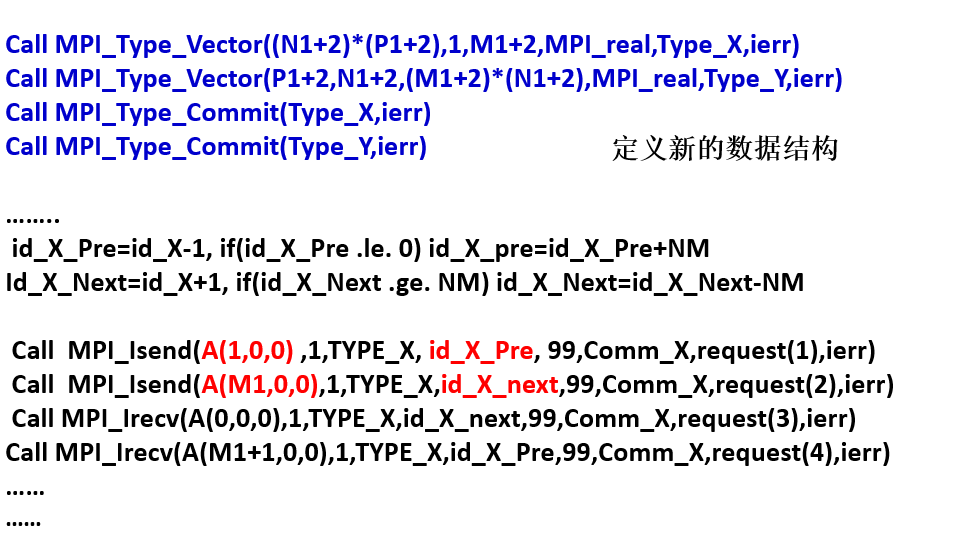 Call MPI_Type_Vector((N1+2)*(P1+2),1,M1+2,MPI_real,Type_X,ierr)
Call MPI_Type_Vector(P1+2,N1+2,(M1+2)*(N1+2),MPI_real,Type_Y,ierr)
Call MPI_Type_Commit(Type_X,ierr)
Call MPI_Type_Commit(Type_Y,ierr)
定义新的数据结构
……..
id_X_Pre=id_X-1, if(id_X_Pre .le. 0) id_X_pre=id_X_Pre+NM
Id_X_Next=id_X+1, if(id_X_Next .ge. NM) id_X_Next=id_X_Next-NM
Call  MPI_Isend(A(1,0,0) ,1,TYPE_X, id_X_Pre, 99,Comm_X,request(1),ierr)
Call  MPI_Isend(A(M1,0,0),1,TYPE_X,id_X_next,99,Comm_X,request(2),ierr)
Call MPI_Irecv(A(0,0,0),1,TYPE_X,id_X_next,99,Comm_X,request(3),ierr)
Call MPI_Irecv(A(M1+1,0,0),1,TYPE_X,id_X_Pre,99,Comm_X,request(4),ierr)
……
……